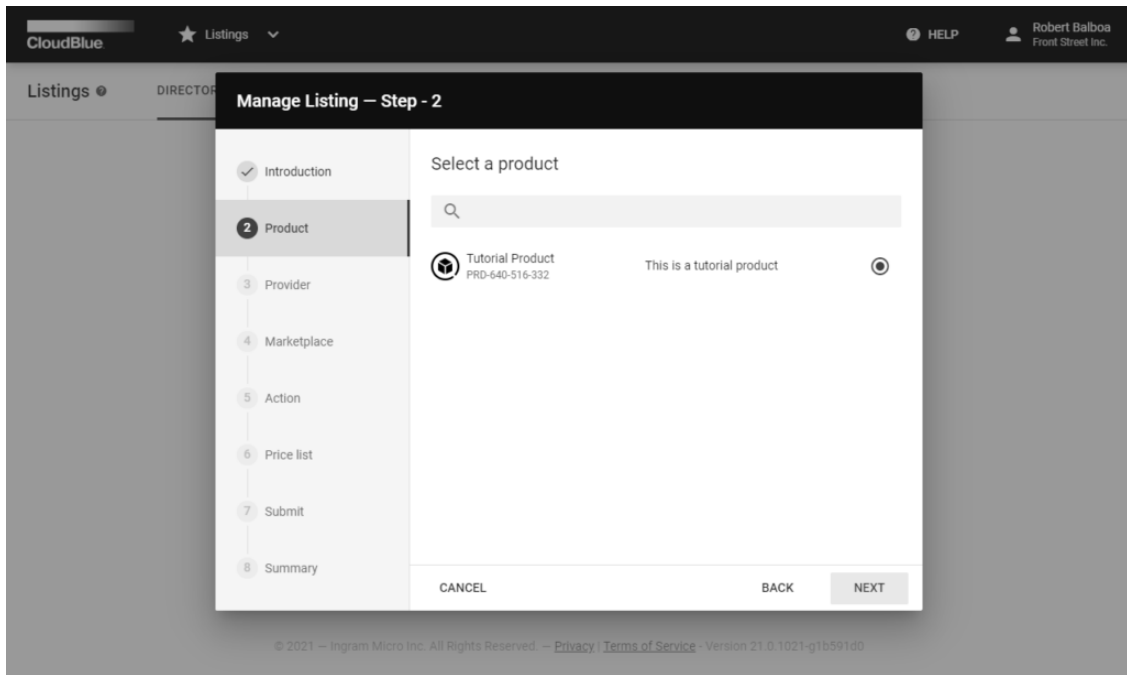 CloudBlue
Listings
HELP
Robert Balboa
Front Street Inc.
Listings
DIRECTOR
Manage Listing — Step - 2
Introduction
2 Product
3 Provider
4 Marketplace
5 Action
6 Price list
7 Submit
8 Summary
Select a product
Tutorial Product
PRD-640-516-332
This is a tutorial product
CANCEL
BACK
NEXT
© 2021 — Ingram Micro Inc. All Rights Reserved. — Privacy | Terms of Service - Version 21.0.1021-g1b591d0